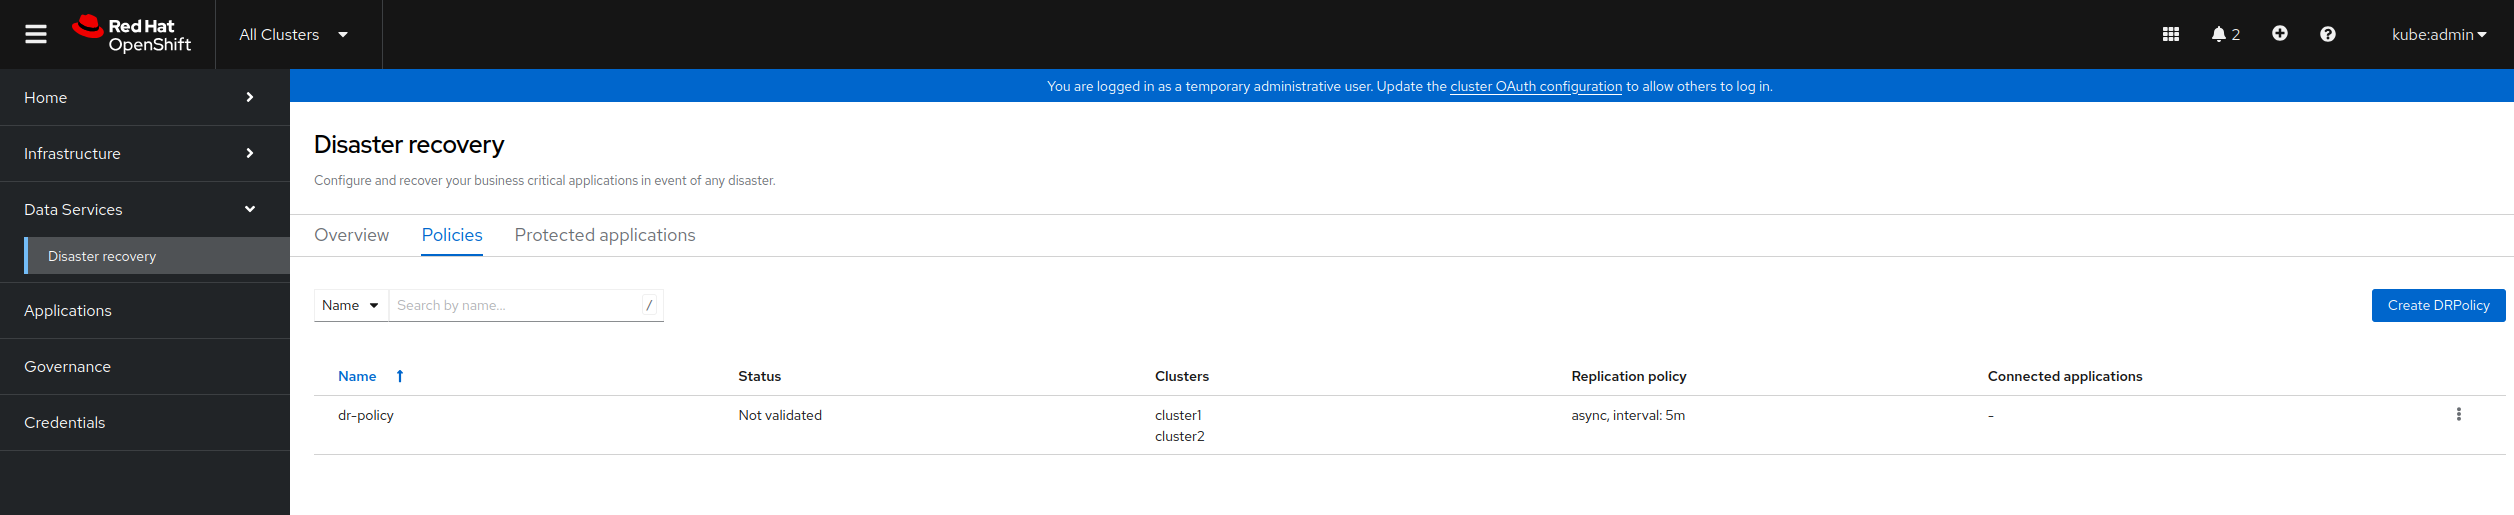 Red Hat
OpenShift
All Clusters
2
kube:admin
Home
Infrastructure
Data Services
Disaster recovery
Applications
Governance
Credentials
You are logged in as a temporary administrative user. Update the cluster OAuth configuration to allow others to log in.
Disaster recovery
Configure and recover your business critical applications in event of any disaster.
Overview Policies Protected applications
Name Search by name... /
Create DRPolicy
Name Status Clusters Replication policy Connected applications
dr-policy Not validated cluster1 async, interval: 5m -
cluster2